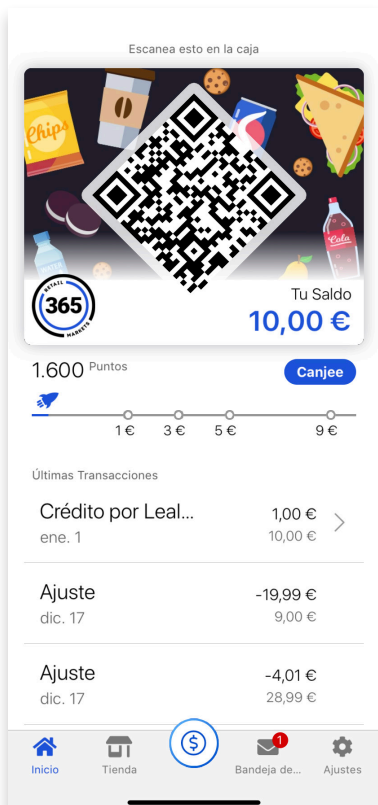 Escanea esto en la caja
Chips
Cola
RETAIL
365
MARKETS
Tu Saldo
10,00 €
1.600 Puntos
Canjee
1 €
3 €
5 €
9 €
Últimas Transacciones
Crédito por Leal...
1,00 €
ene. 1
10,00 €
Ajuste
-19,99 €
dic. 17
9,00 €
Ajuste
-4,01 €
dic. 17
28,99 €
$
1
Inicio
Tienda
Bandeja de...
Ajustes